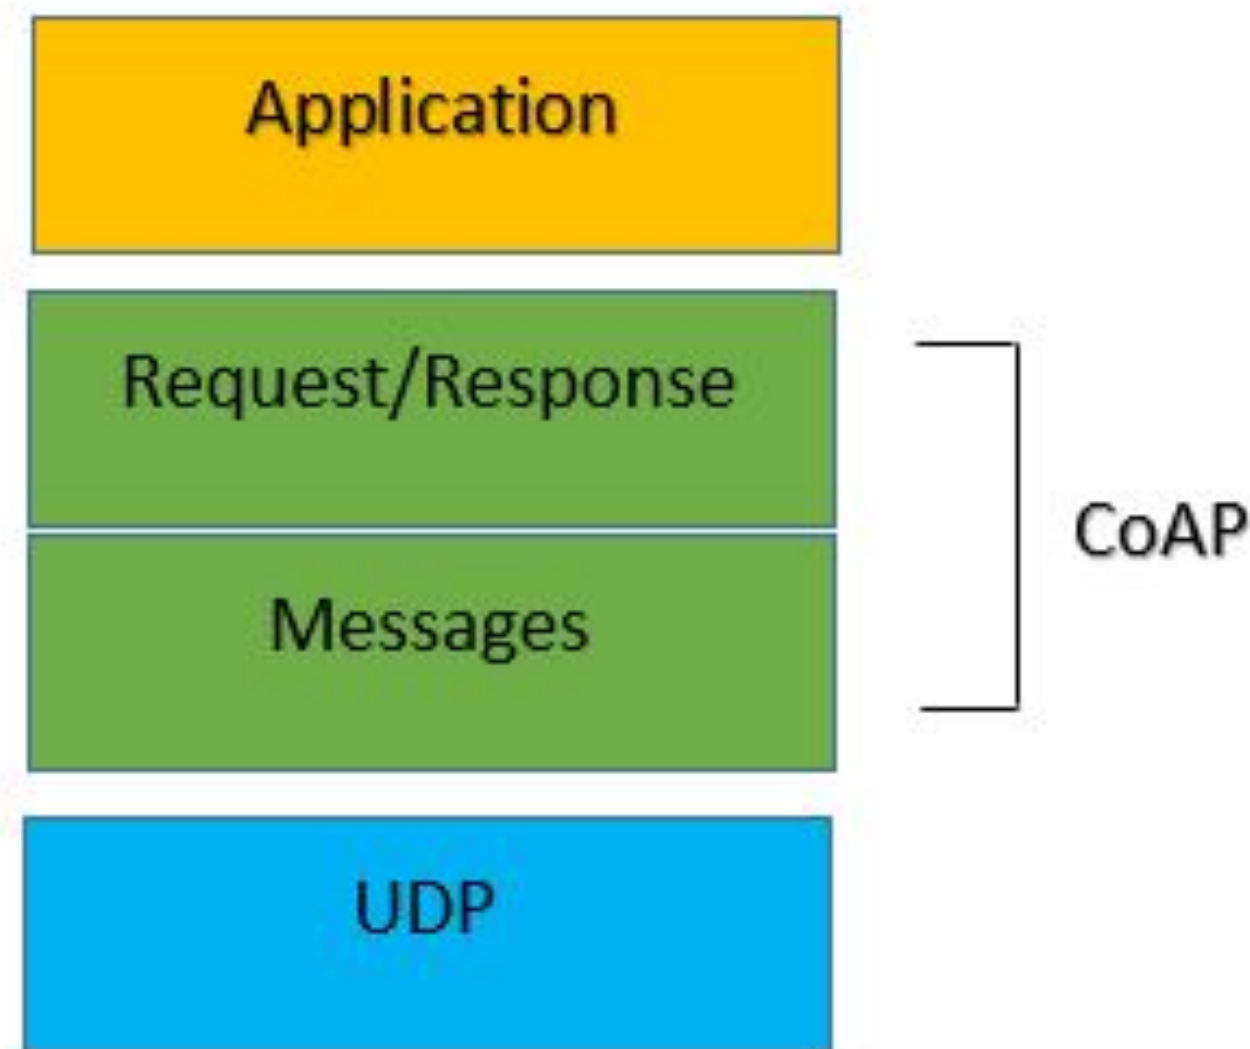 Application
Request/Response
CoAP
Messages
UDP